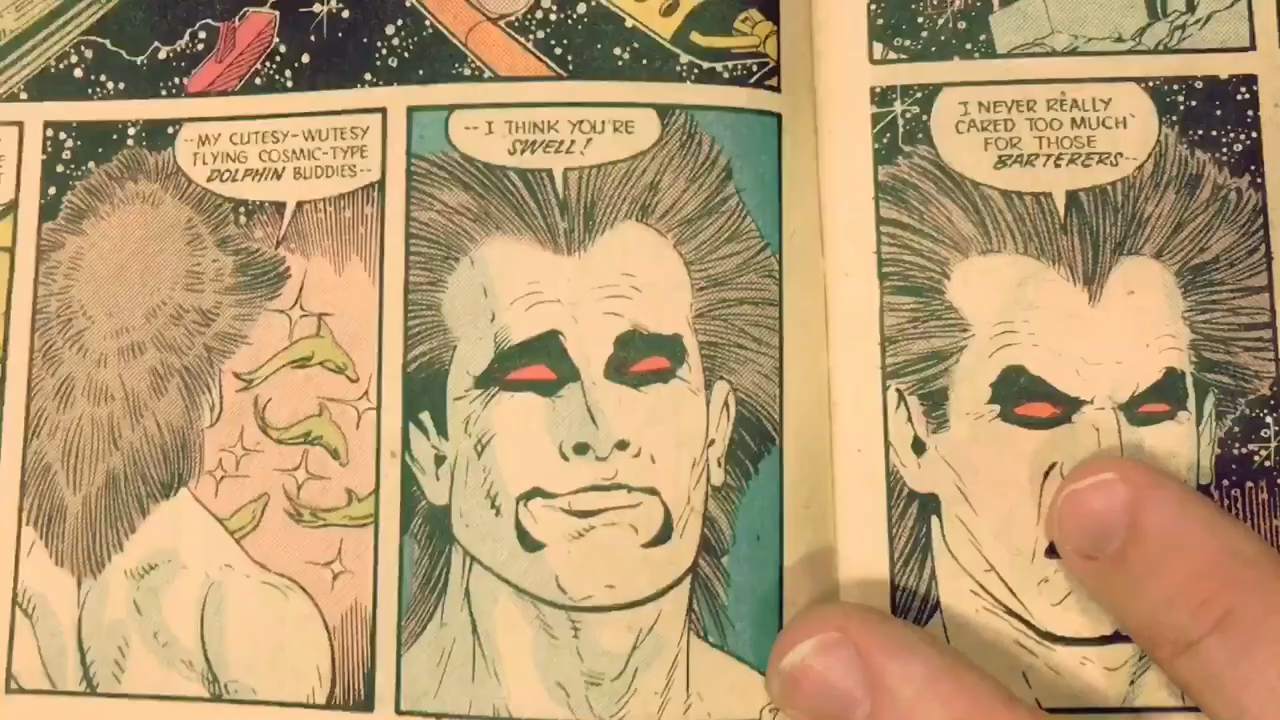 --MY CUTESY-WUTESY
FLYING COSMIC-TYPE
DOLPHIN BUDDIES--
--I THINK YOU'RE
SWELL!
I NEVER REALLY
CARED TOO MUCH
FOR THOSE
BARTERERS--